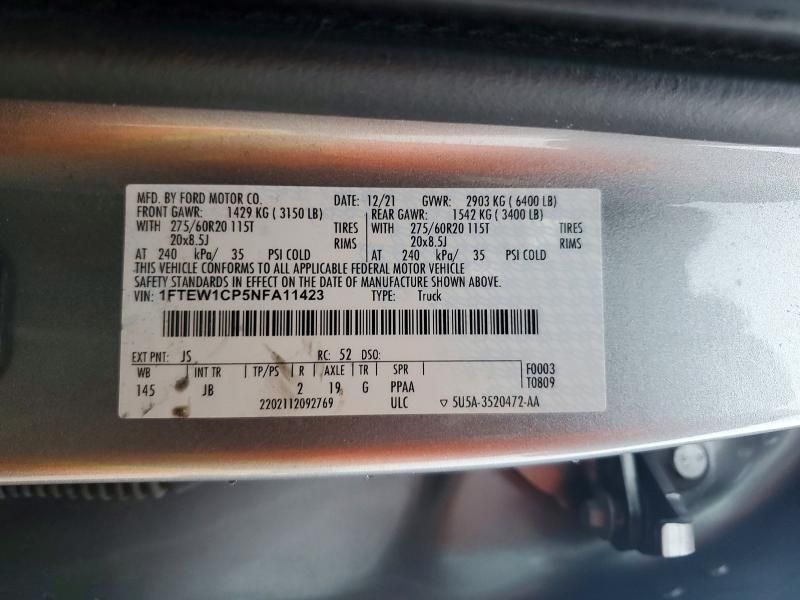 MFD. BY FORD MOTOR CO. DATE: 12/21 GVWR: 2903 KG (6400 LB)
FRONT GAWR: 1429 KG (3150 LB) REAR GAWR: 1542 KG (3400 LB)
WITH 275/60R20 115T TIRES WITH 275/60R20 115T TIRES
20x8.5J RIMS 20x8.5J RIMS
AT 240 kPa/ 35 PSI COLD AT 240 kPa/ 35 PSI COLD
THIS VEHICLE CONFORMS TO ALL APPLICABLE FEDERAL MOTOR VEHICLE
SAFETY STANDARDS IN EFFECT ON THE DATE OF MANUFACTURE SHOWN ABOVE.
VIN: 1FTEW1CP5NFA11423 TYPE: Truck
EXT PNT: JS RC: 52 DSO: F0003
WB INT TR TP/PS R AXLE TR SPR T0809
145 JB 2 19 G PPAA
2202112092769 ULC ▽ 5U5A-3520472-AA